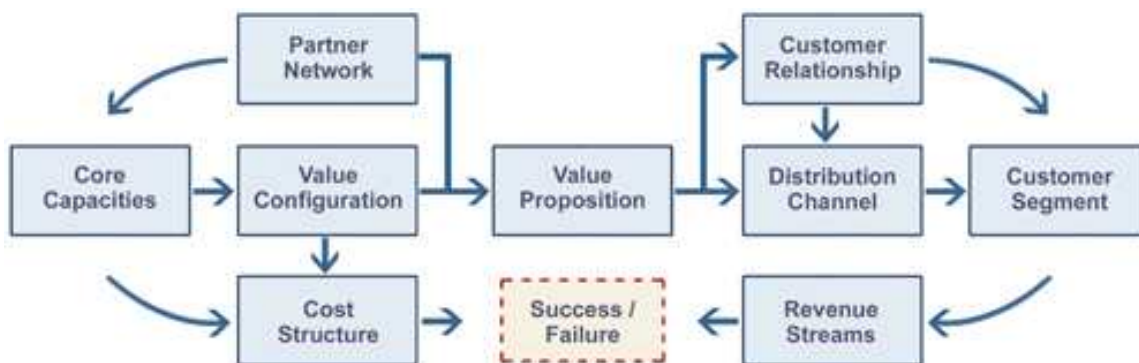 Partner
Network
Customer
Relationship
Core
Capacities
Value
Configuration
Value
Proposition
Distribution
Channel
Customer
Segment
Cost
Structure
Success /
Failure
Revenue
Streams